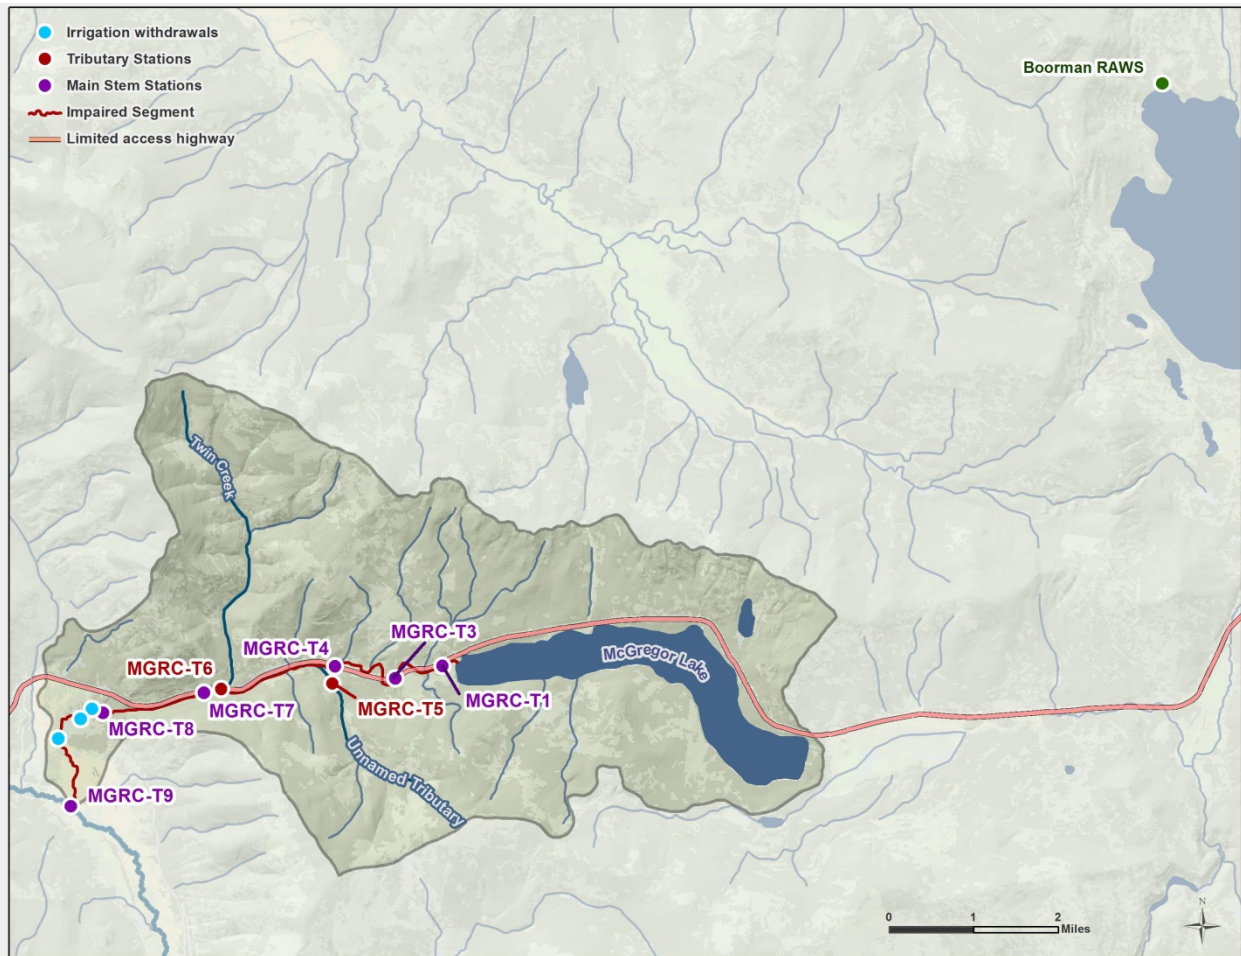 Irrigation withdrawals
Tributary Stations
Main Stem Stations
Impaired Segment
Limited access highway
Boorman RAWS
Twin Creek
MGRC-T3
MGRC-T4
McGregor Lake
MGRC-T6
MGRC-T1
MGRC-T5
MGRC-T7
MGRC-T8
Unnamed Tributary
MGRC-T9
N
0 1 2
Miles